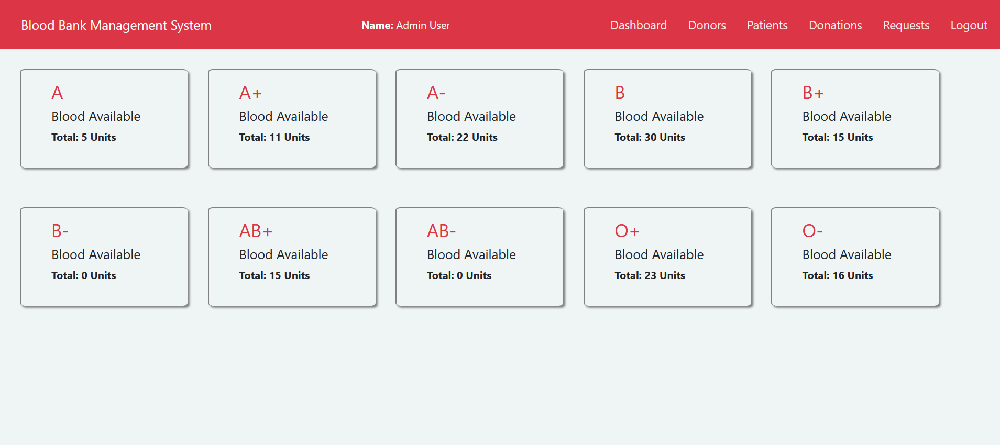 Blood Bank Management System
Name: Admin User
Dashboard Donors Patients Donations Requests Logout
A
Blood Available
Total: 5 Units
A+
Blood Available
Total: 11 Units
A-
Blood Available
Total: 22 Units
B
Blood Available
Total: 30 Units
B+
Blood Available
Total: 15 Units
B-
Blood Available
Total: 0 Units
AB+
Blood Available
Total: 15 Units
AB-
Blood Available
Total: 0 Units
O+
Blood Available
Total: 23 Units
O-
Blood Available
Total: 16 Units